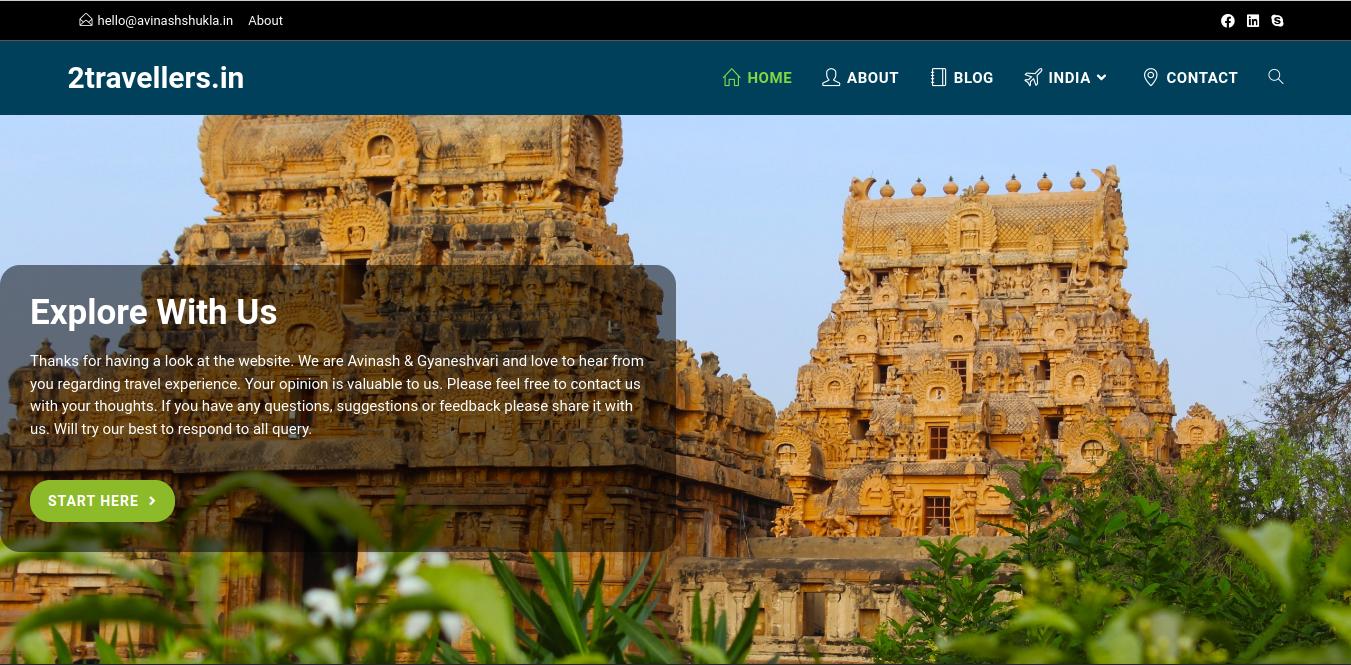 hello@avinashshukla.in About
2travellers.in
HOME ABOUT BLOG INDIA CONTACT
Explore With Us
Thanks for having a look at the website. We are Avinash & Gyaneshvari and love to hear from
you regarding travel experience. Your opinion is valuable to us. Please feel free to contact us
with your thoughts. If you have any questions, suggestions or feedback please share it with
us. Will try our best to respond to all query.
START HERE